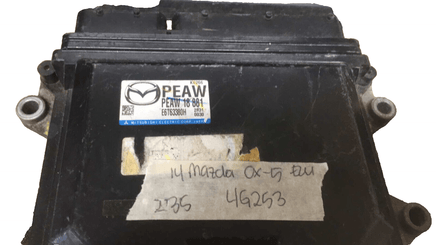 PEAW
PEAW 18 881
E6T63380H
14 Mazda Cx-5 ECU
235 4G253